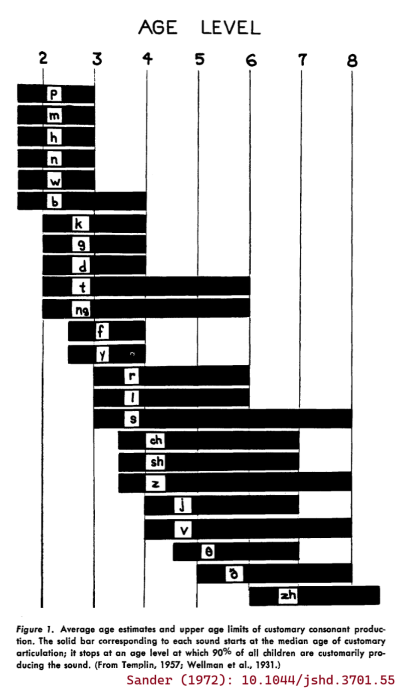 AGE LEVEL
2 3 4 5 6 7 8
p
m
h
n
w
b
k
g
d
t
ng
f
y
r
l
s
ch
sh
z
j
v
θ
ð
zh
Figure 1. Average age estimates and upper age limits of customary consonant produc-
tion. The solid bar corresponding to each sound starts at the median age of customary
articulation; it stops at an age level at which 90% of all children are customarily pro-
ducing the sound. (From Templin, 1957; Wellman et al., 1931.)
Sander (1972): 10.1044/jshd.3701.55